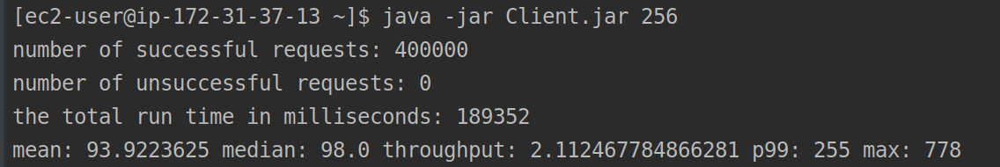 [ec2-user@ip-172-31-37-13 ~]$ java -jar Client.jar 256
number of successful requests: 400000
number of unsuccessful requests: 0
the total run time in milliseconds: 189352
mean: 93.9223625 median: 98.0 throughput: 2.112467784866281 p99: 255 max: 778